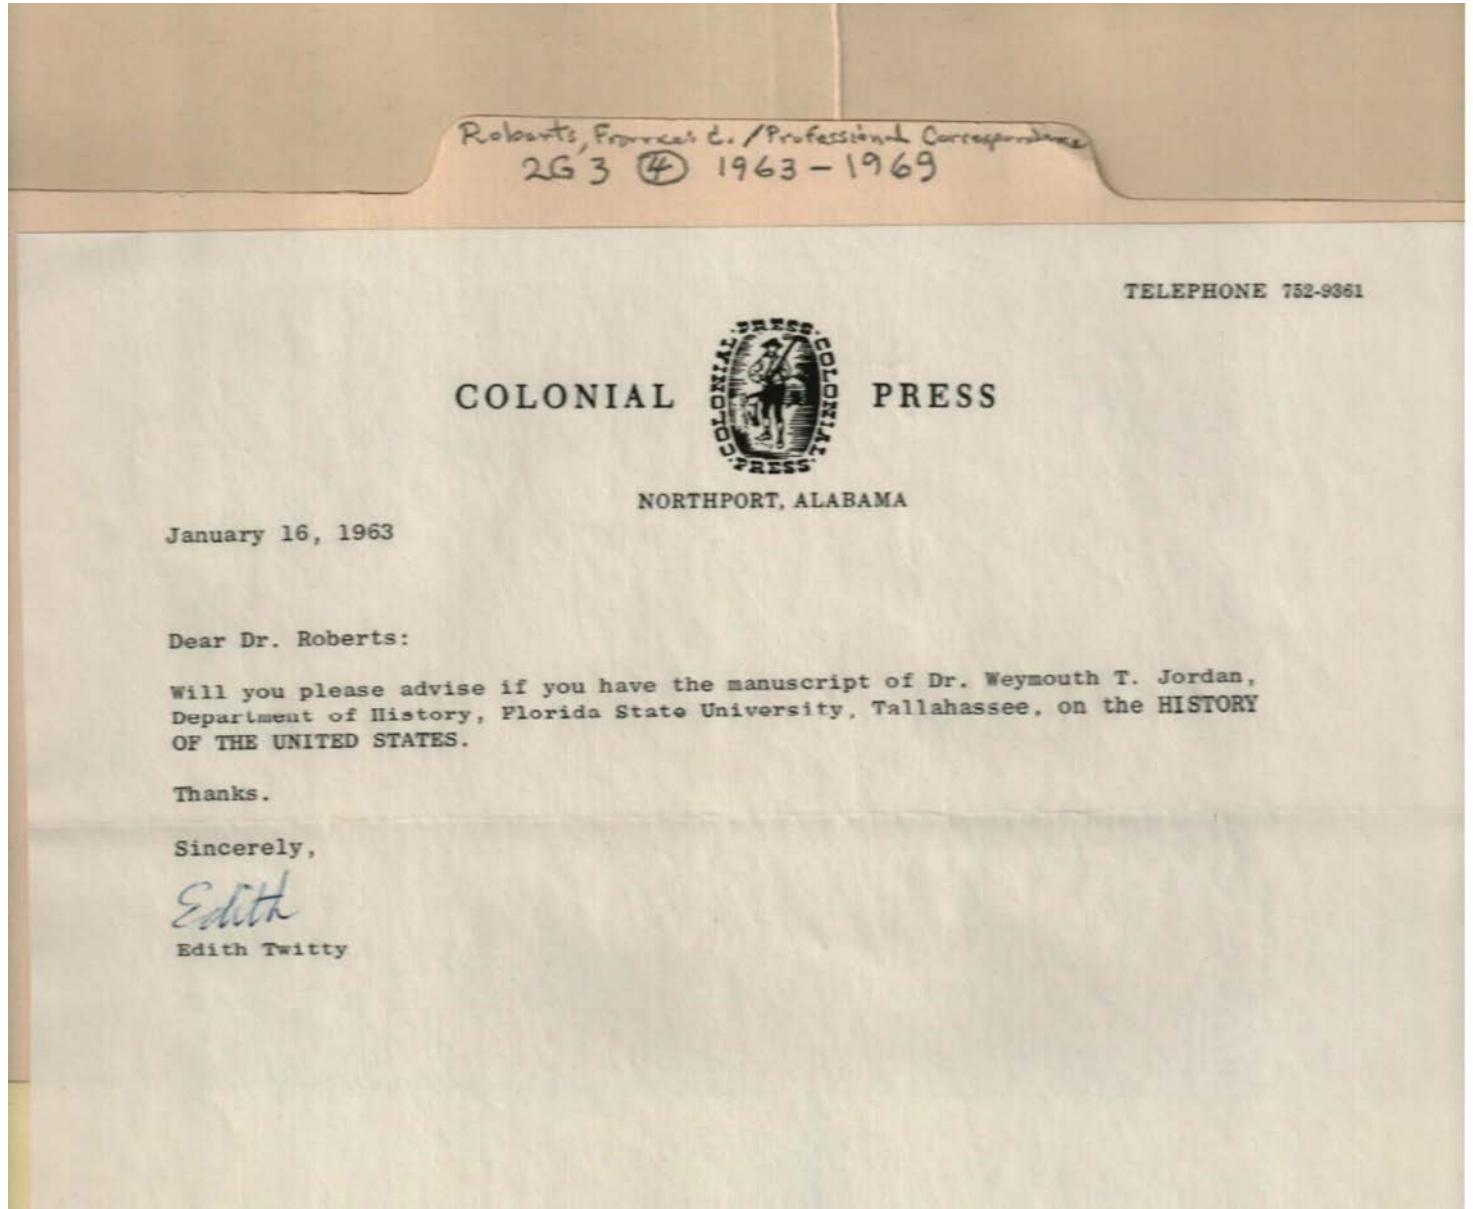 Roberts, Frances C. / Professional Correspondence
2G 3 ④ 1963-1969
TELEPHONE 752-9361
COLONIAL PRESS
COLONIAL · PRESS · COLONIAL · PRESS ·
NORTHPORT, ALABAMA
January 16, 1963
Dear Dr. Roberts:
Will you please advise if you have the manuscript of Dr. Weymouth T. Jordan,
Department of History, Florida State University, Tallahassee, on the HISTORY
OF THE UNITED STATES.
Thanks.
Sincerely,
Edith
Edith Twitty